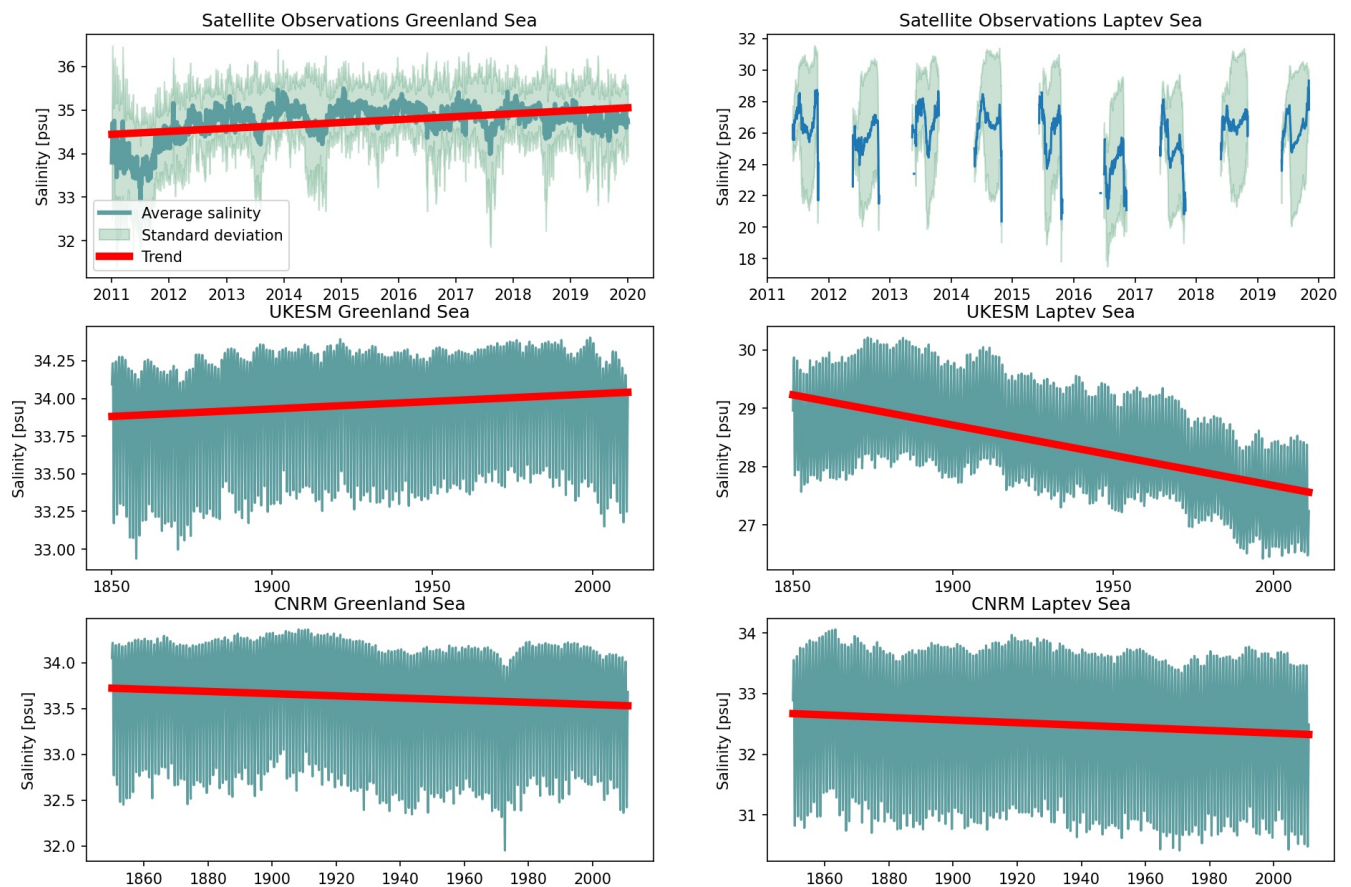 Satellite Observations Greenland Sea
Salinity [psu]
36
35
34
33
32
Average salinity
Standard deviation
Trend
2011 2012 2013 2014 2015 2016 2017 2018 2019 2020
Satellite Observations Laptev Sea
Salinity [psu]
32
30
28
26
24
22
20
18
2011 2012 2013 2014 2015 2016 2017 2018 2019 2020
UKESM Greenland Sea
Salinity [psu]
34.25
34.00
33.75
33.50
33.25
33.00
1850 1900 1950 2000
UKESM Laptev Sea
Salinity [psu]
30
29
28
27
1850 1900 1950 2000
CNRM Greenland Sea
Salinity [psu]
34.0
33.5
33.0
32.5
32.0
1860 1880 1900 1920 1940 1960 1980 2000
CNRM Laptev Sea
Salinity [psu]
34
33
32
31
1860 1880 1900 1920 1940 1960 1980 2000